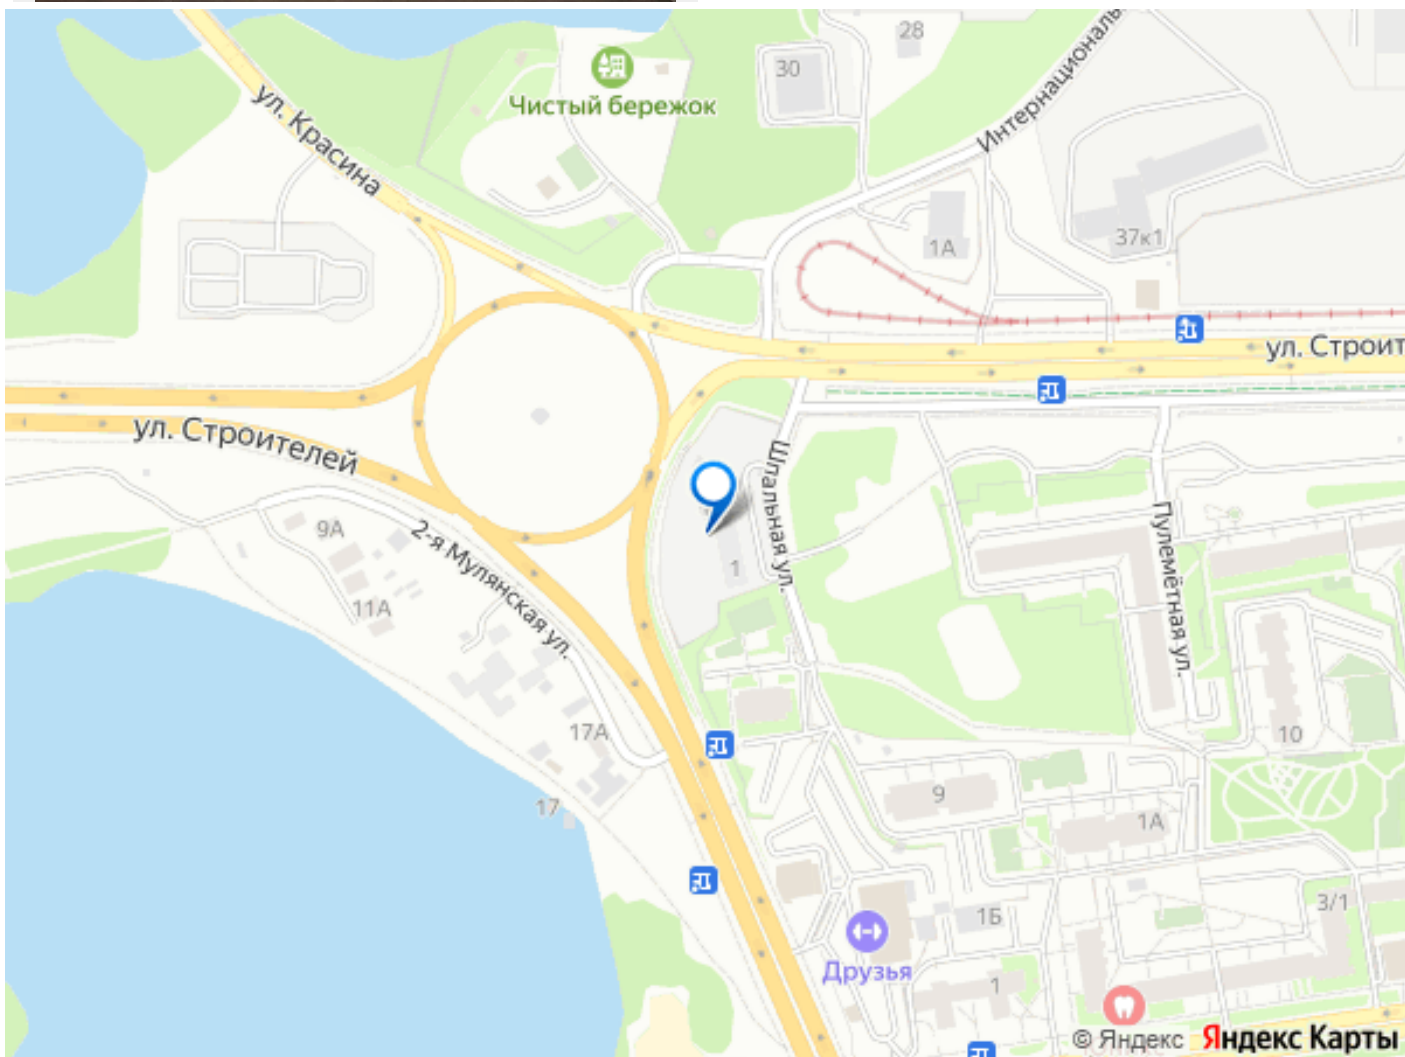 28
30
ул. Красина
Чистый бережок
Интернациональ
1А
37к1
ул. Строит
ул. Строителей
Шпальная ул.
9А
2-я Мулянская ул.
1
Пулемётная ул.
11А
17А
10
9
17
1А
3/1
1Б
Друзья
1
© Яндекс Яндекс Карты